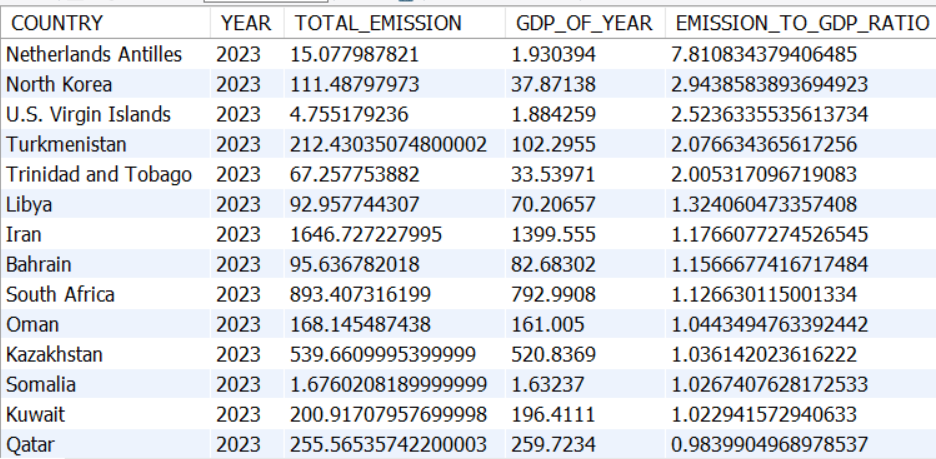 COUNTRY YEAR TOTAL_EMISSION GDP_OF_YEAR EMISSION_TO_GDP_RATIO
Netherlands Antilles 2023 15.077987821 1.930394 7.810834379406485
North Korea 2023 111.48797973 37.87138 2.9438583893694923
U.S. Virgin Islands 2023 4.755179236 1.884259 2.5236335535613734
Turkmenistan 2023 212.43035074800002 102.2955 2.076634365617256
Trinidad and Tobago 2023 67.257753882 33.53971 2.005317096719083
Libya 2023 92.957744307 70.20657 1.324060473357408
Iran 2023 1646.727227995 1399.555 1.1766077274526545
Bahrain 2023 95.636782018 82.68302 1.1566677416717484
South Africa 2023 893.407316199 792.9908 1.126630115001334
Oman 2023 168.145487438 161.005 1.0443494763392442
Kazakhstan 2023 539.6609995399999 520.8369 1.036142023616222
Somalia 2023 1.6760208189999999 1.63237 1.0267407628172533
Kuwait 2023 200.91707957699998 196.4111 1.022941572940633
Qatar 2023 255.56535742200003 259.7234 0.9839904968978537